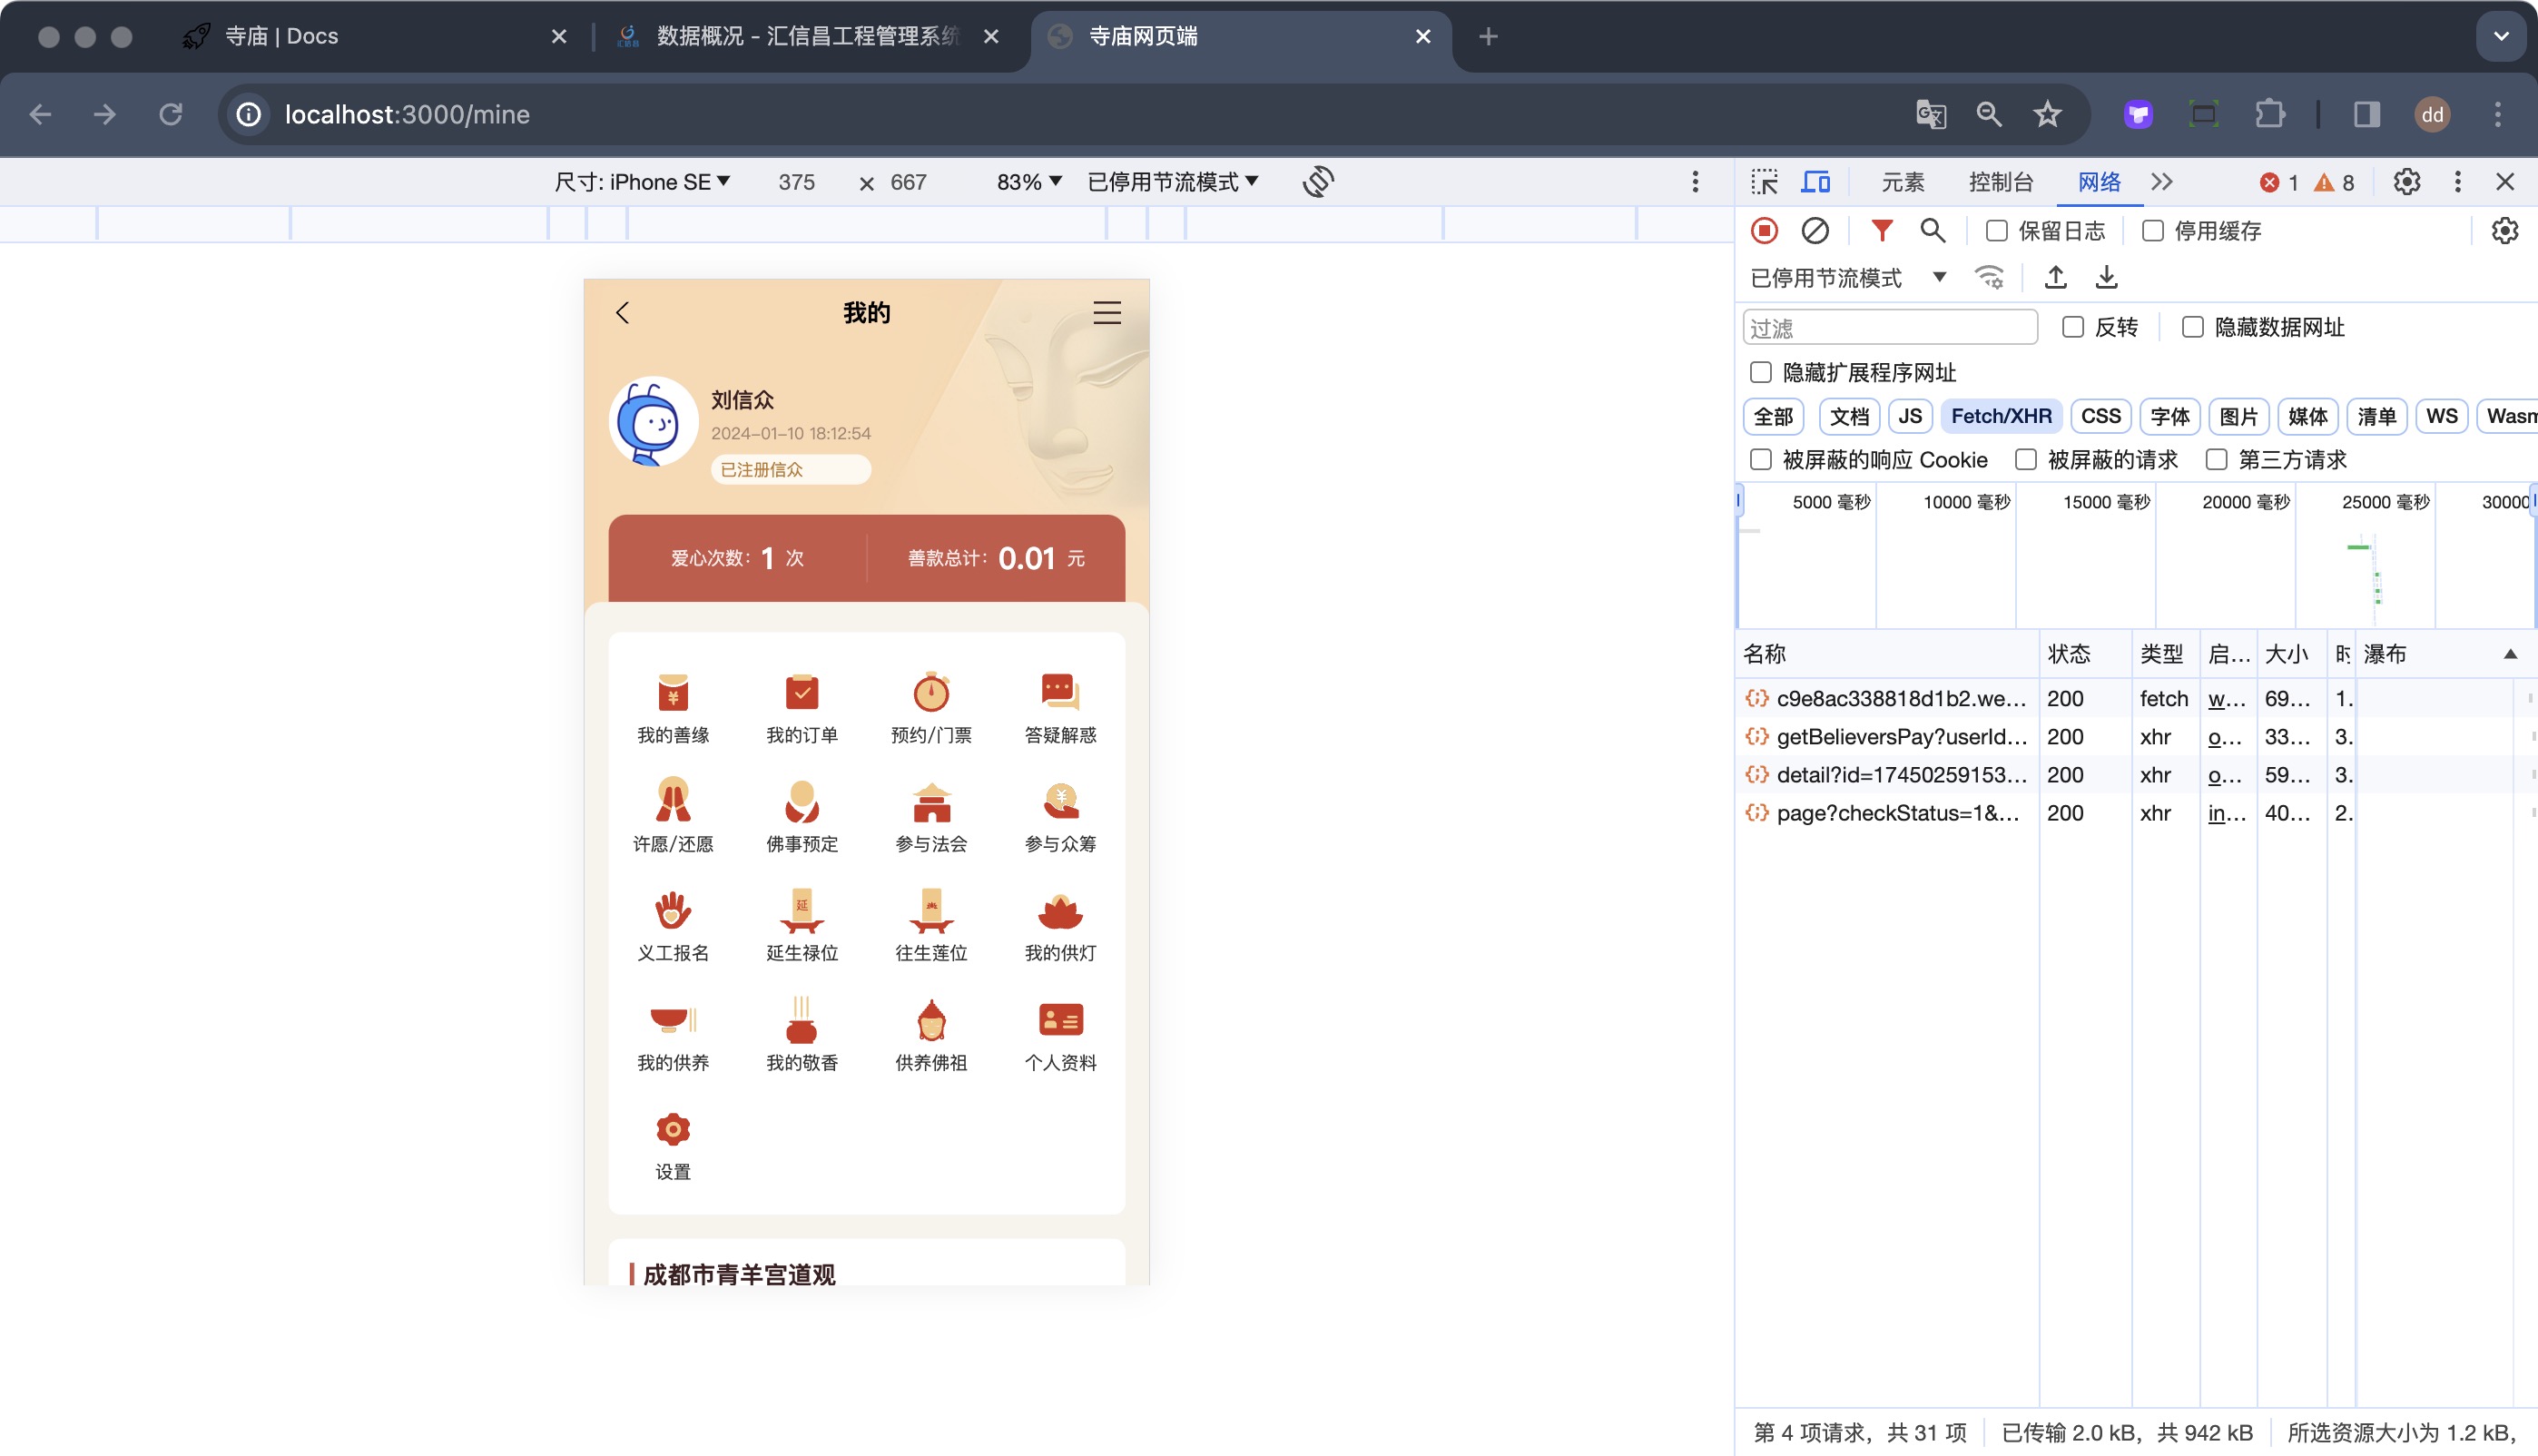 寺庙 | Docs
数据概况 - 汇信昌工程管理系统
寺庙网页端
localhost:3000/mine
dd
尺寸: iPhone SE 375 × 667 83% 已停用节流模式
元素 控制台 网络 1 8
保留日志 停用缓存
已停用节流模式
过滤 反转 隐藏数据网址
隐藏扩展程序网址
全部 文档 JS Fetch/XHR CSS 字体 图片 媒体 清单 WS Wasm
被屏蔽的响应 Cookie 被屏蔽的请求 第三方请求
5000 毫秒 10000 毫秒 15000 毫秒 20000 毫秒 25000 毫秒 30000
名称 状态 类型 启... 大小 时 瀑布
c9e8ac338818d1b2.we... 200 fetch w... 69... 1.
getBelieversPay?userId... 200 xhr o... 33... 3.
detail?id=17450259153... 200 xhr o... 59... 3.
page?checkStatus=1&... 200 xhr in... 40... 2.
第 4 项请求，共 31 项 已传输 2.0 kB，共 942 kB 所选资源大小为 1.2 kB，
我的
刘信众
2024-01-10 18:12:54
已注册信众
爱心次数: 1 次 善款总计: 0.01 元
我的善缘 我的订单 预约/门票 答疑解惑
许愿/还愿 佛事预定 参与法会 参与众筹
延
义工报名 延生禄位 往生莲位 我的供灯
我的供养 我的敬香 供养佛祖 个人资料
设置
成都市青羊宫道观